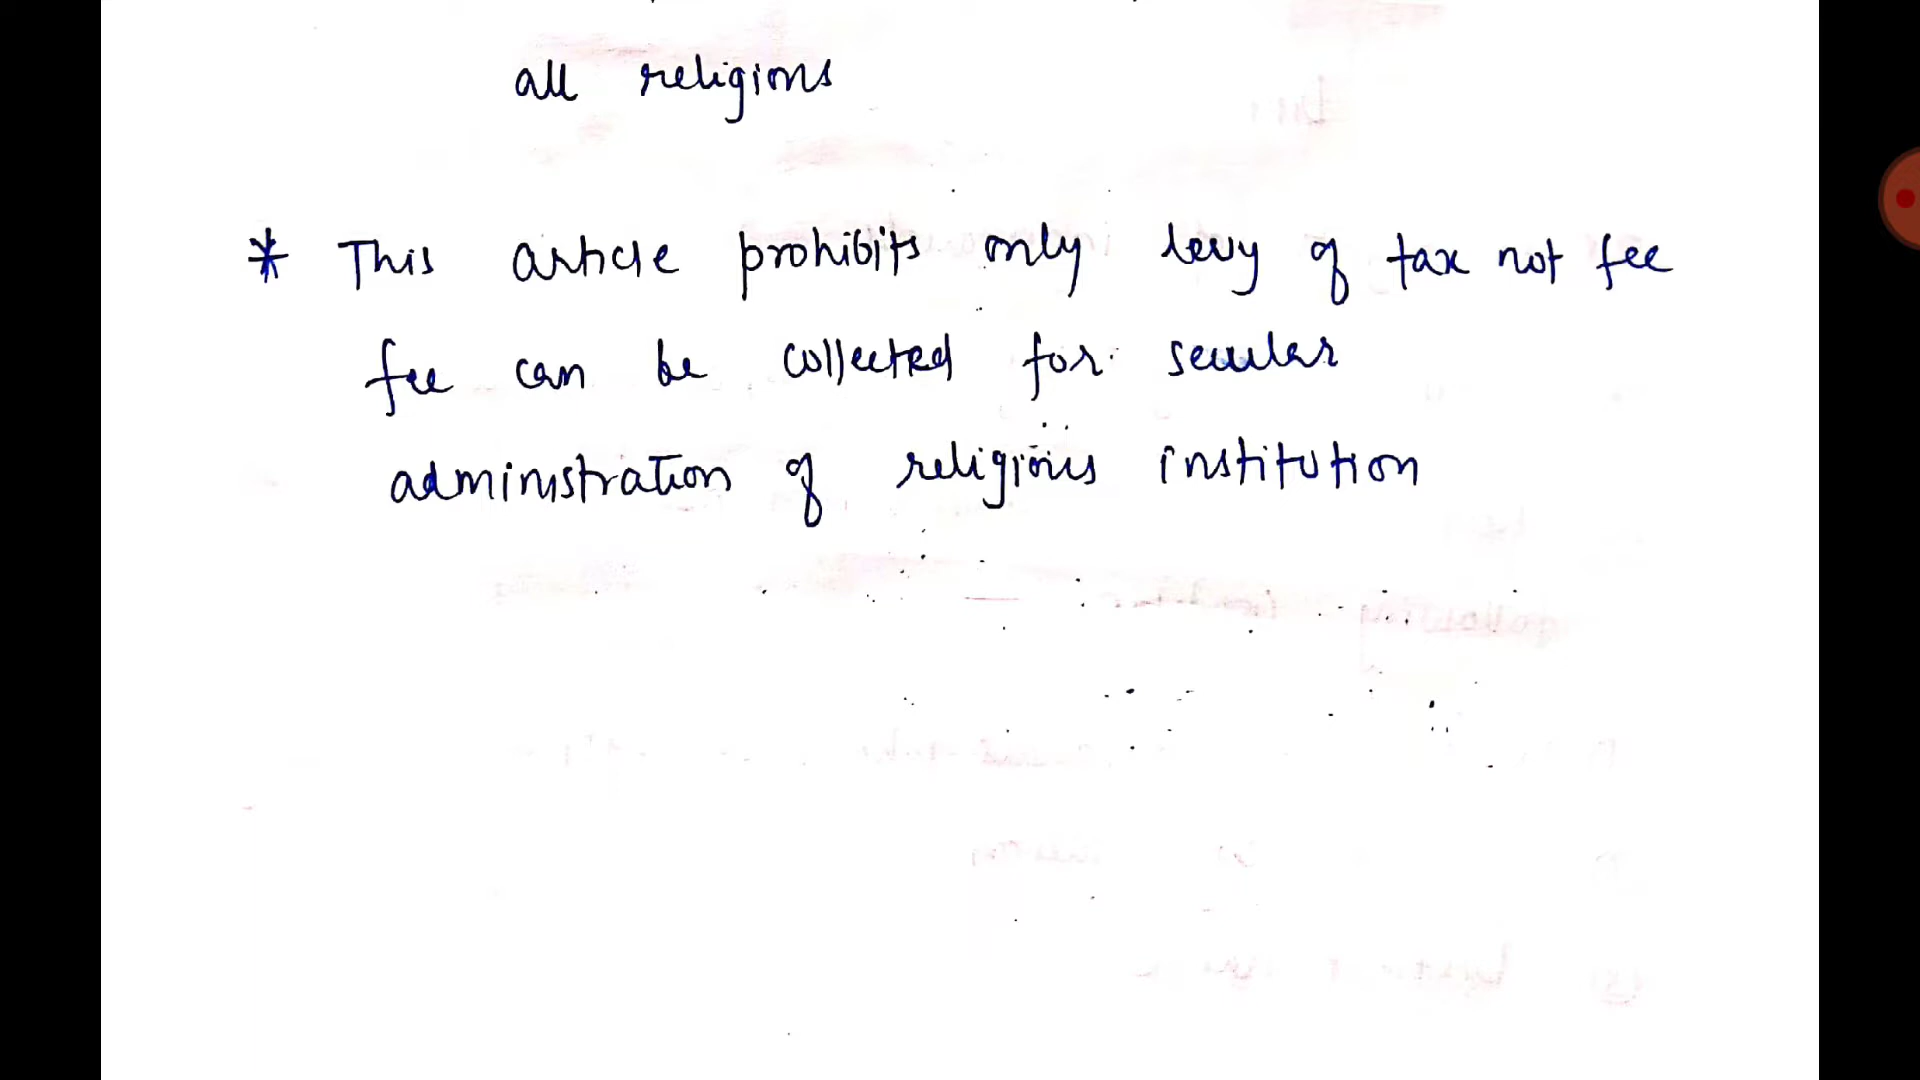 all religions
* This article prohibits only levy of tax not fee
fee can be collected for secular
administration of religious institution